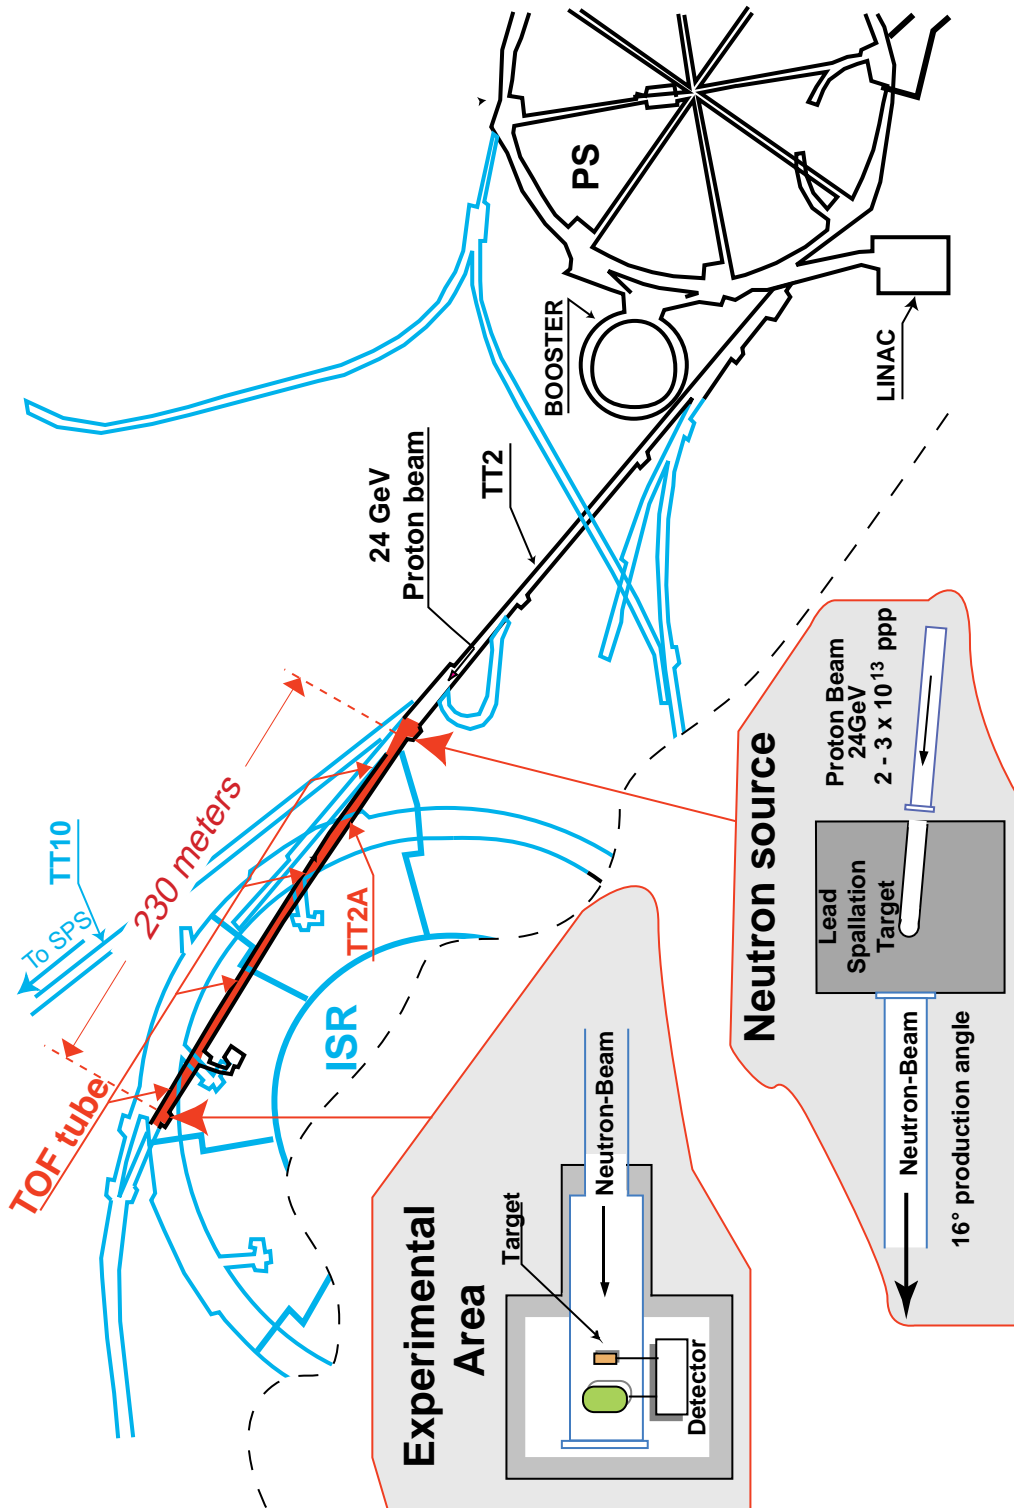 PS
BOOSTER
LINAC
24 GeV
Proton beam
TT2
230 meters
TT10
To SPS
TT2A
TOF tube
ISR
Experimental
Area
Target
Neutron-Beam
Detector
Neutron source
Proton Beam
24GeV
2 - 3 x 10¹³ ppp
Lead
Spallation
Target
Neutron-Beam
16° production angle